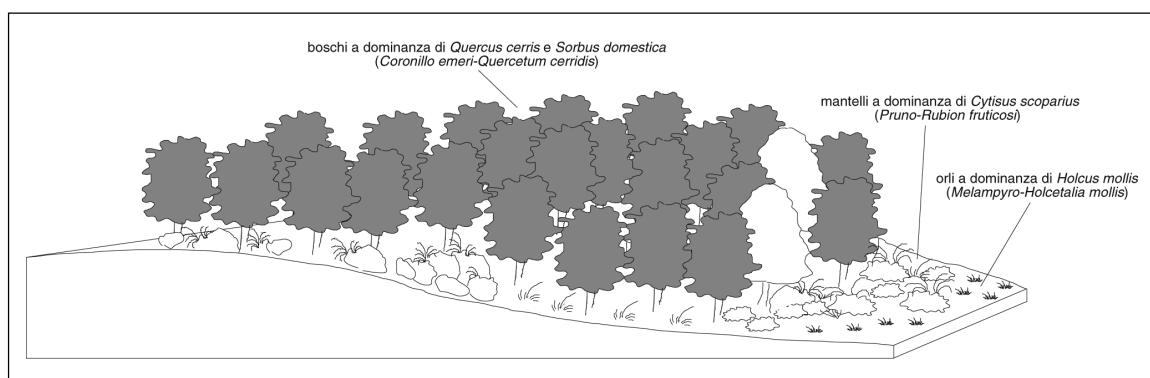 boschi a dominanza di Quercus cerris e Sorbus domestica
(Coronillo emeri-Quercetum cerridis)
mantelli a dominanza di Cytisus scoparius
(Pruno-Rubion fruticosi)
orli a dominanza di Holcus mollis
(Melampyro-Holcetalia mollis)